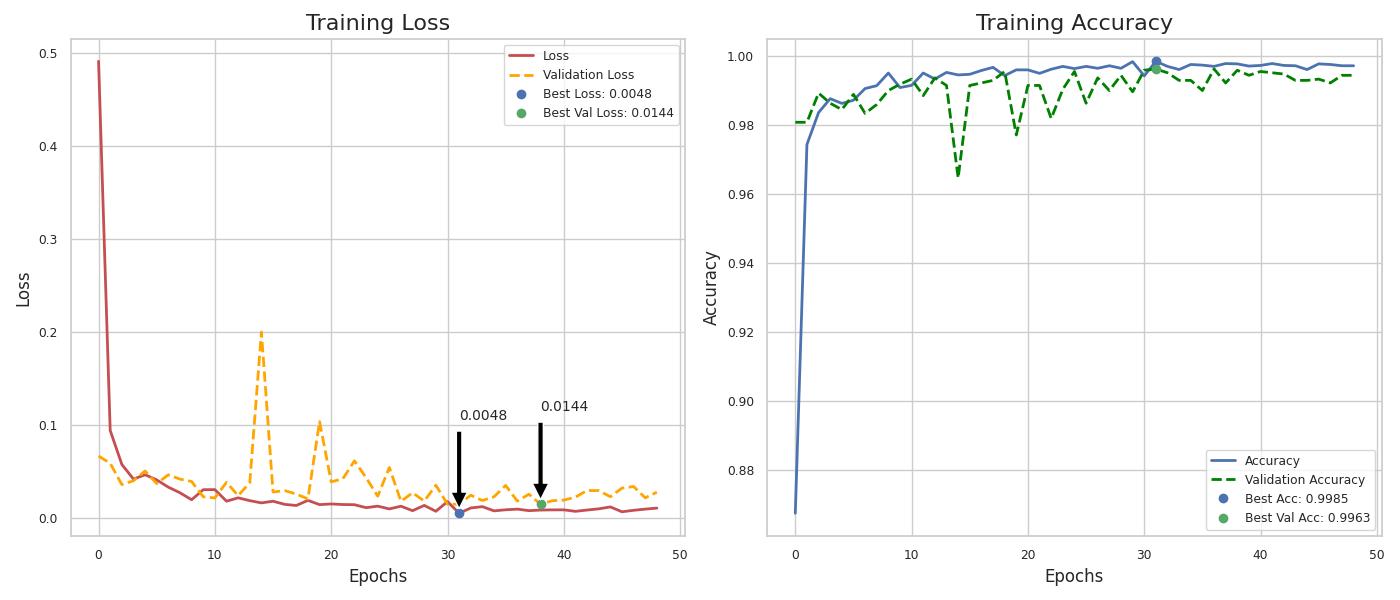 Training Loss
Loss
Validation Loss
Best Loss: 0.0048
Best Val Loss: 0.0144
0.5
0.4
0.3
0.2
0.1
0.0
0.0048
0.0144
0 10 20 30 40 50
Epochs
Loss
Training Accuracy
1.00
0.98
0.96
0.94
0.92
0.90
0.88
Accuracy
Accuracy
Validation Accuracy
Best Acc: 0.9985
Best Val Acc: 0.9963
0 10 20 30 40 50
Epochs